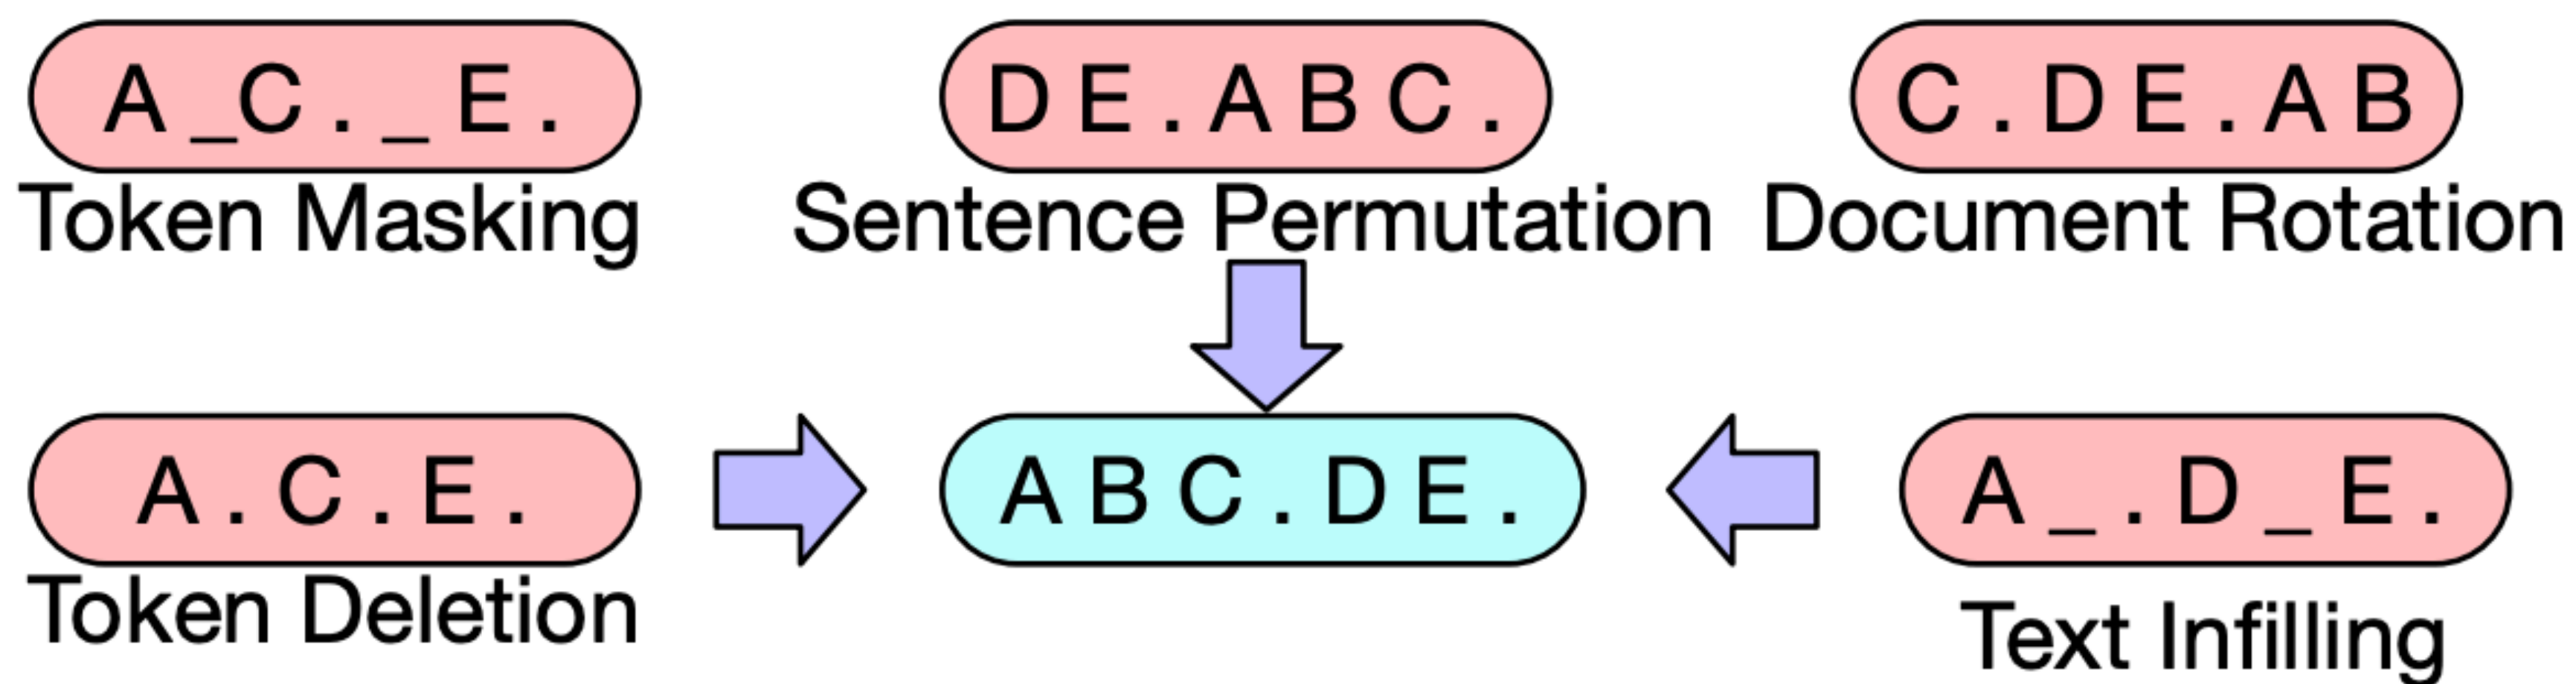 A _C . _ E .
D E . A B C .
C . D E . A B
Token Masking
Sentence Permutation
Document Rotation
A . C . E .
A B C . D E .
A _ . D _ E .
Token Deletion
Text Infilling